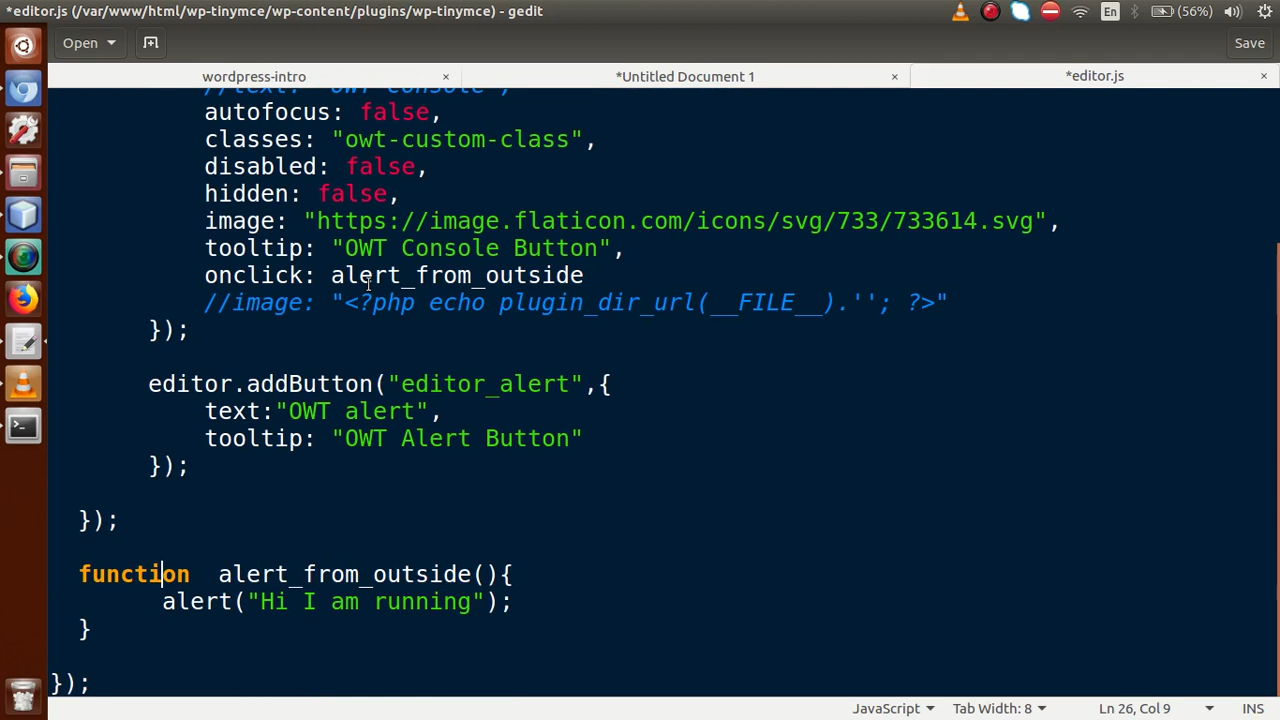 *editor.js (/var/www/html/wp-tinymce/wp-content/plugins/wp-tinymce) - gedit
En
(56%)
Open
Save
wordpress-intro ×
*Untitled Document 1 ×
*editor.js ×
//text: "OWT Console",
autofocus: false,
classes: "owt-custom-class",
disabled: false,
hidden: false,
image: "https://image.flaticon.com/icons/svg/733/733614.svg",
tooltip: "OWT Console Button",
onclick: alert_from_outside
//image: "<?php echo plugin_dir_url(__FILE__).''; ?>"
});
editor.addButton("editor_alert",{
text:"OWT alert",
tooltip: "OWT Alert Button"
});
});
function  alert_from_outside(){
alert("Hi I am running");
}
});
JavaScript
Tab Width: 8
Ln 26, Col 9
INS